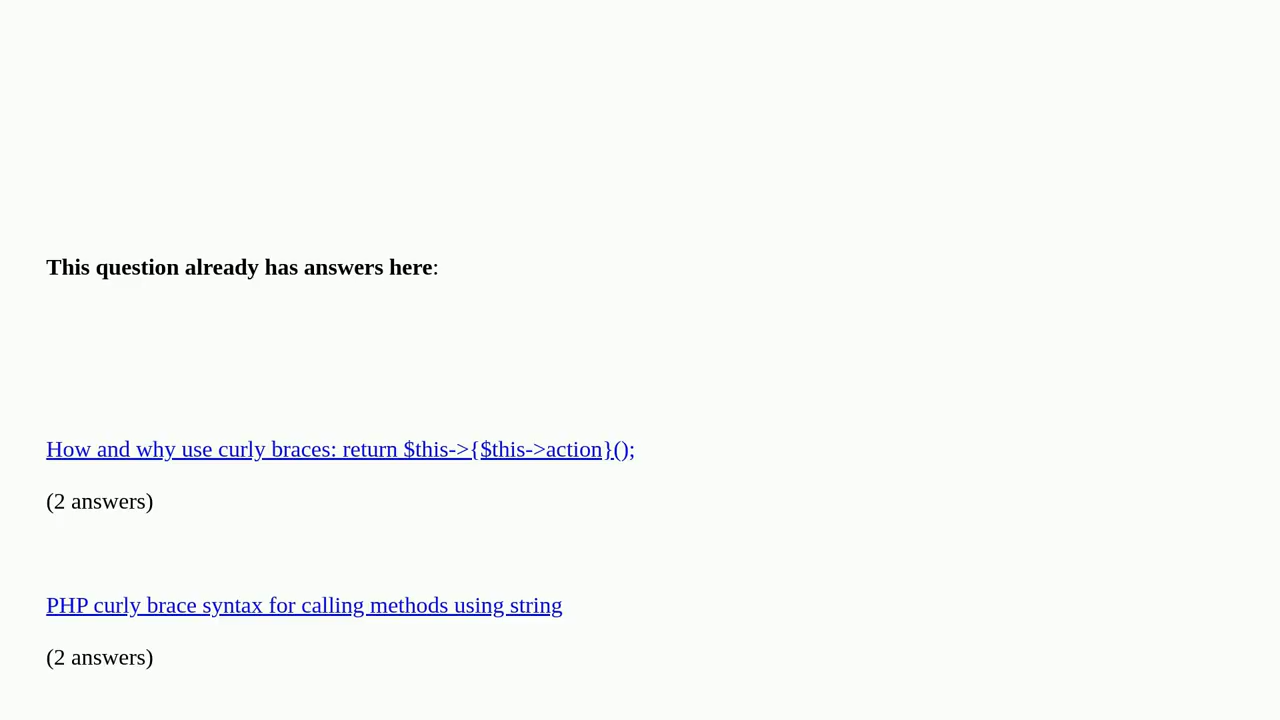 This question already has answers here:
How and why use curly braces: return $this->{$this->action}();
(2 answers)
PHP curly brace syntax for calling methods using string
(2 answers)